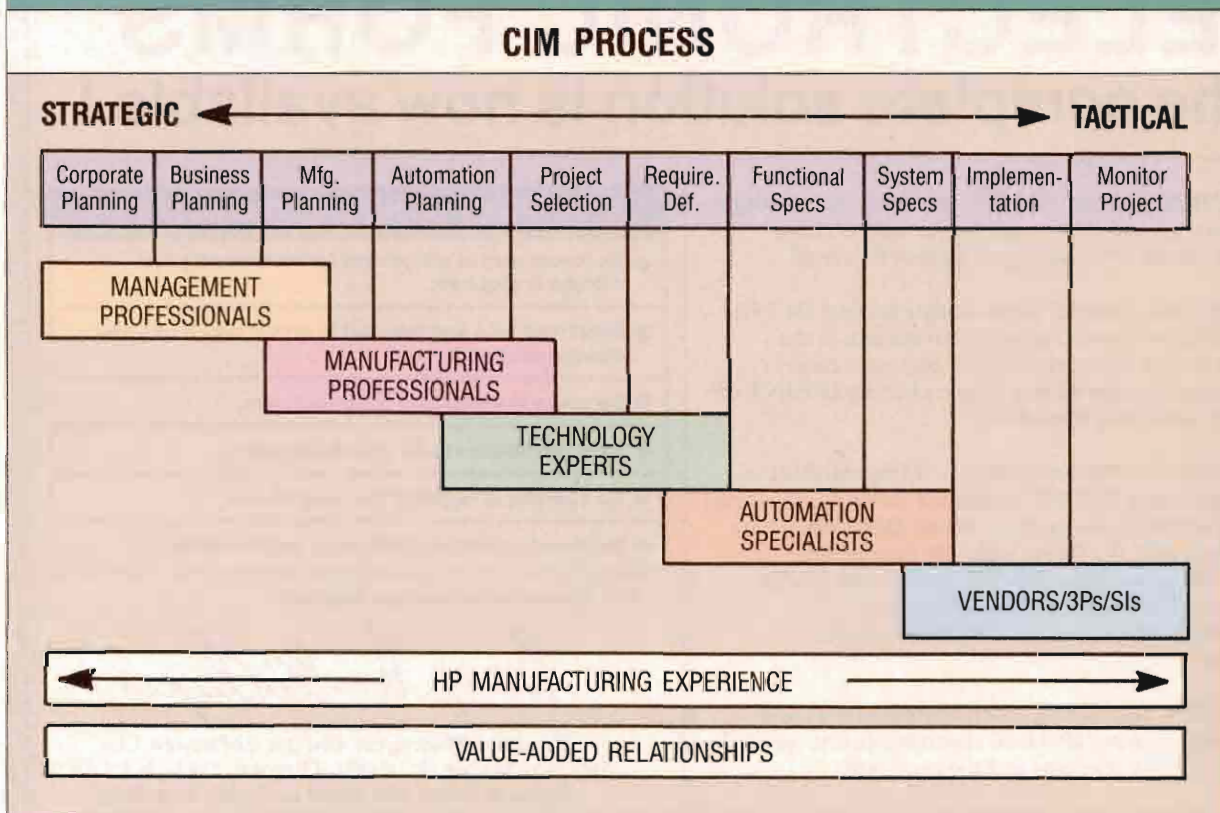 CIM PROCESS
STRATEGIC
TACTICAL
Corporate Planning
Business Planning
Mfg. Planning
Automation Planning
Project Selection
Require. Def.
Functional Specs
System Specs
Implemen-
tation
Monitor Project
MANAGEMENT
PROFESSIONALS
MANUFACTURING
PROFESSIONALS
TECHNOLOGY
EXPERTS
AUTOMATION
SPECIALISTS
VENDORS/3Ps/SIs
HP MANUFACTURING EXPERIENCE
VALUE-ADDED RELATIONSHIPS